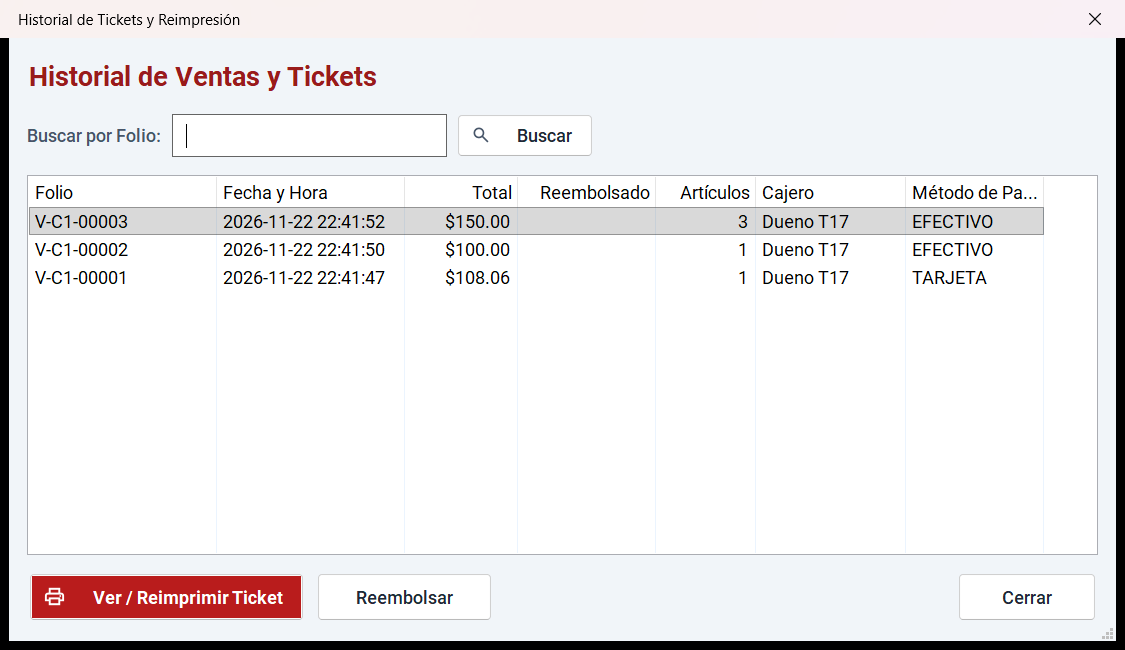 Historial de Tickets y Reimpresión
Historial de Ventas y Tickets
Buscar por Folio: Buscar
Folio Fecha y Hora Total Reembolsado Artículos Cajero Método de Pa...
V-C1-00003 2026-11-22 22:41:52 $150.00 3 Dueno T17 EFECTIVO
V-C1-00002 2026-11-22 22:41:50 $100.00 1 Dueno T17 EFECTIVO
V-C1-00001 2026-11-22 22:41:47 $108.06 1 Dueno T17 TARJETA
Ver / Reimprimir Ticket Reembolsar Cerrar